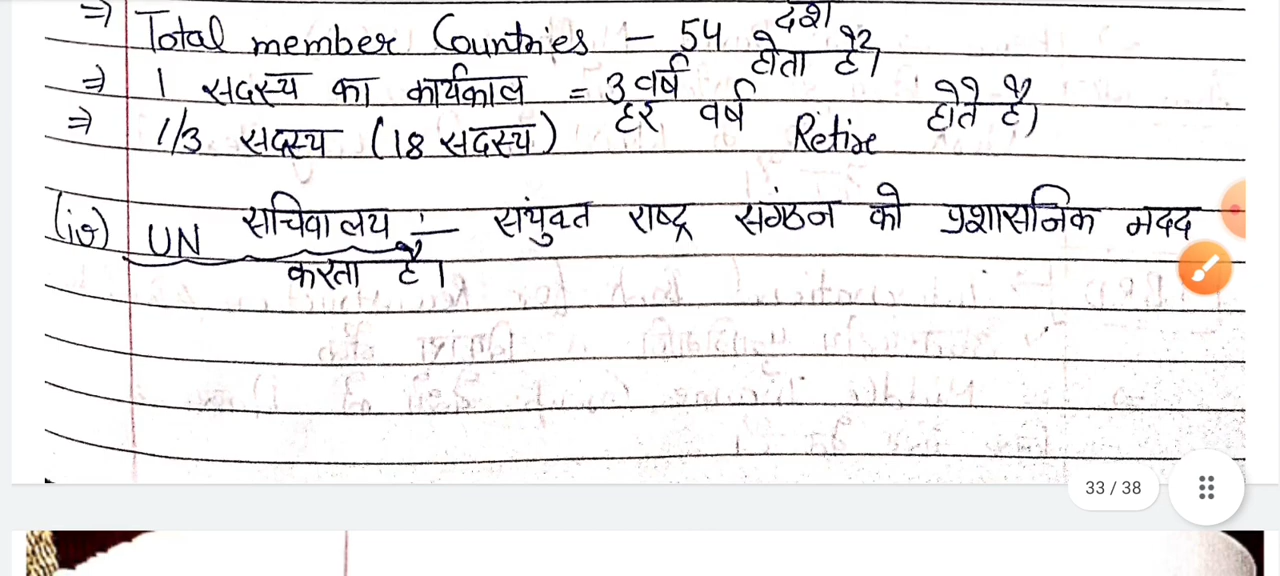 ⇒ Total member Countries – 54 देश होता है।
⇒ 1 सदस्य का कार्यकाल = 3 वर्ष
⇒ 1/3 सदस्य (18 सदस्य) हर वर्ष Retire होते है।
(iv) UN सचिवालय :– संयुक्त राष्ट्र संगठन को प्रशासनिक मदद
करता है।
33 / 38